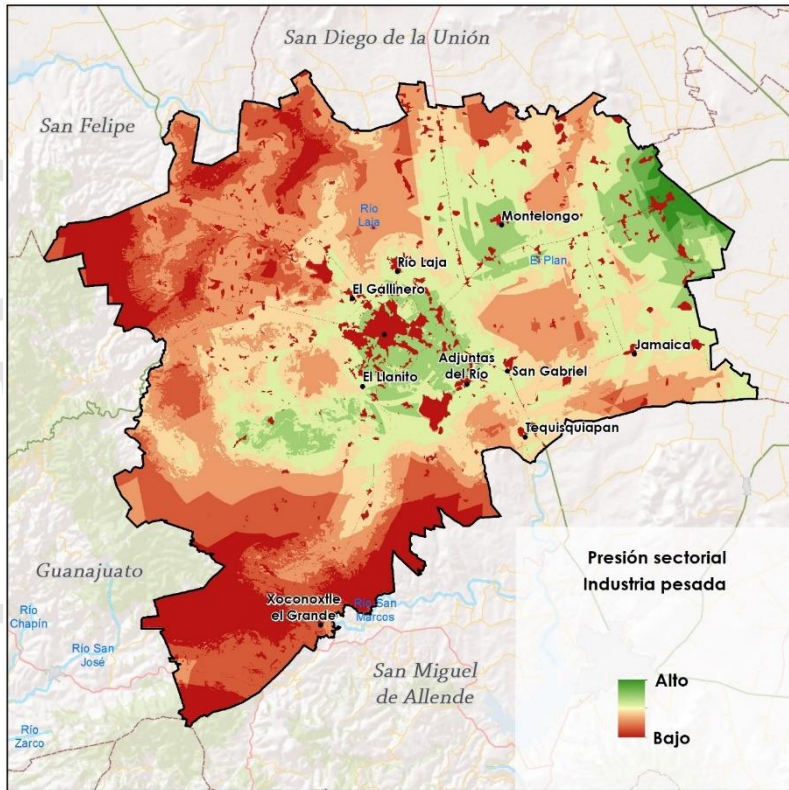 San Diego de la Unión
San Felipe
Río
Laja
Montelongo
El Plan
Río Laja
El Gallinero
Jamaica
Adjuntas
del Río
San Gabriel
El Llanito
Tequisquiapan
Guanajuato
Presión sectorial
Industria pesada
Xoconoxtle
el Grande
Río San
Marcos
Río
Chapín
Río San
José
San Miguel
de Allende
Alto
Bajo
Río
Zarco